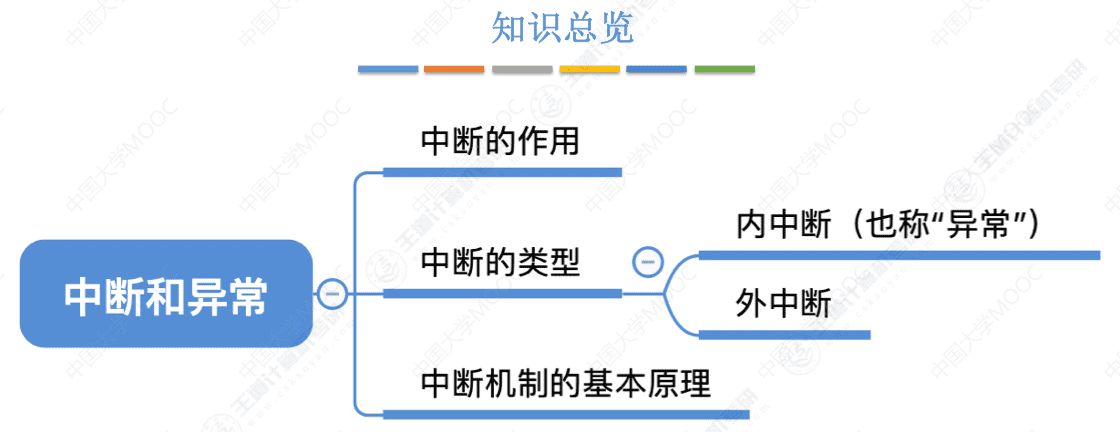 知识总览
中断的作用
内中断（也称“异常”）
中断的类型
中断和异常
外中断
中断机制的基本原理
中国大学MOOC
王道计算机考研